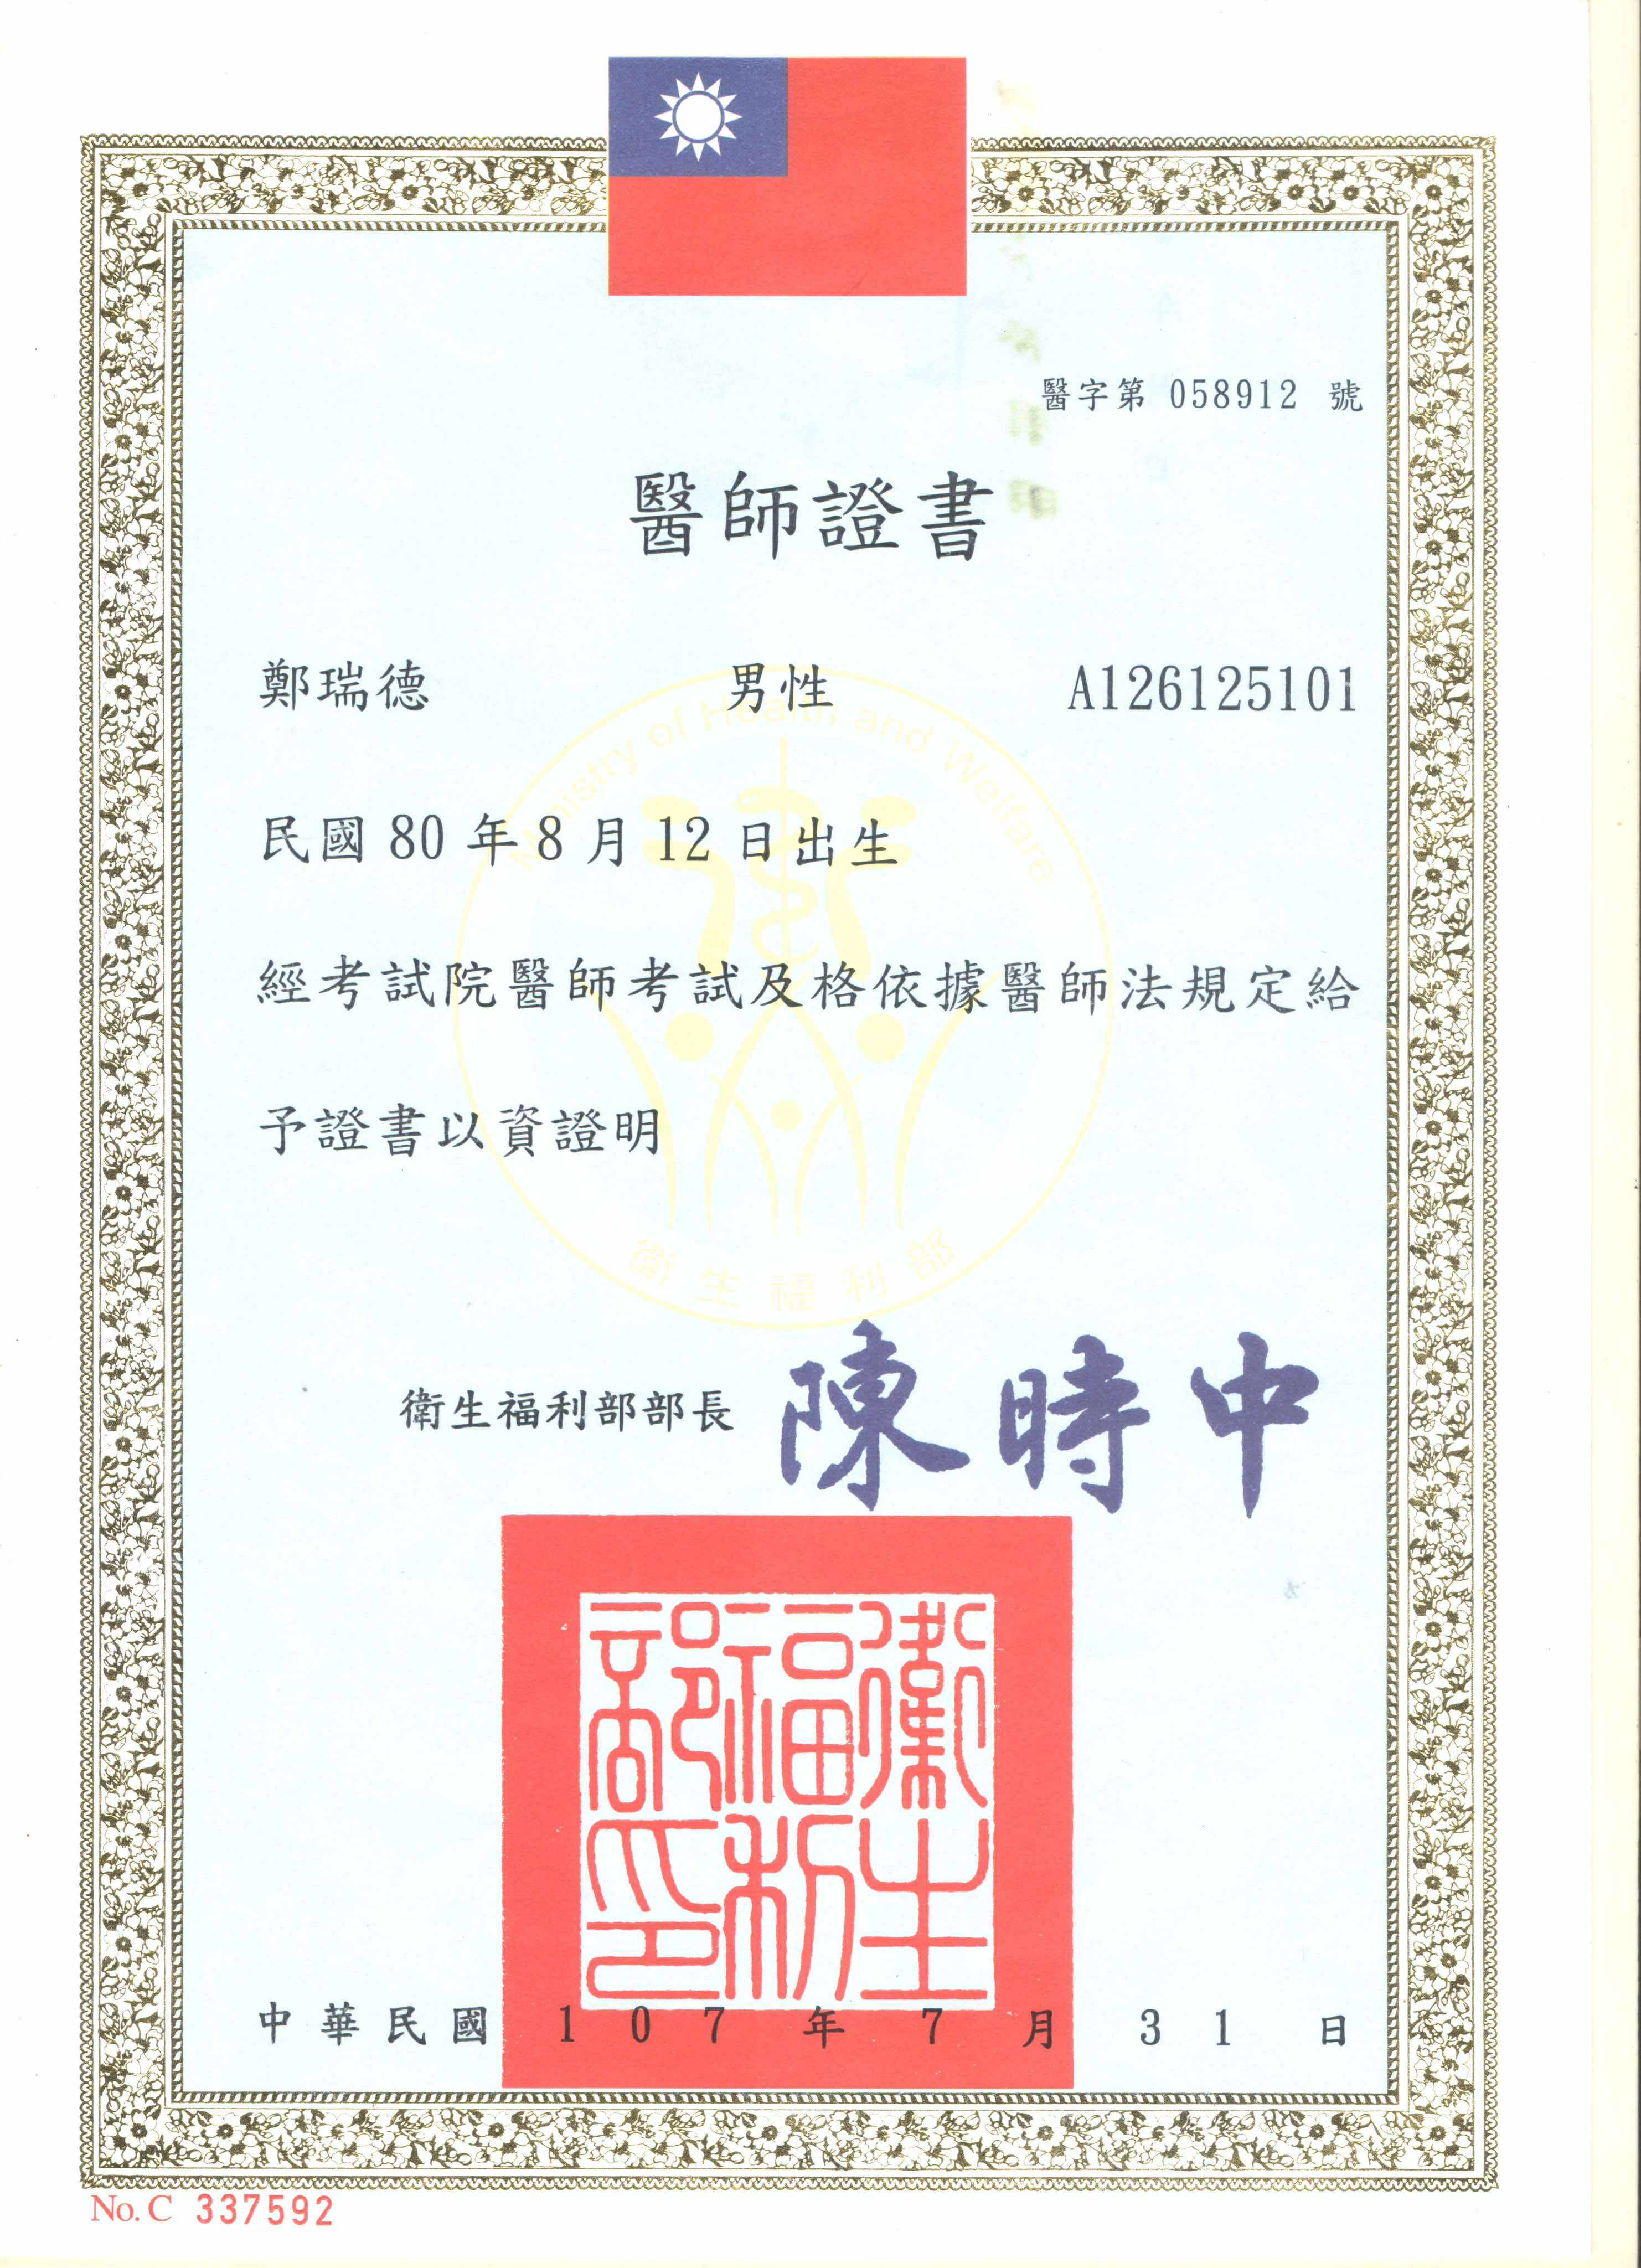 醫字第 058912 號
醫師證書
鄭瑞德 男性 A126125101
民國 80 年 8 月 12 日出生
經考試院醫師考試及格依據醫師法規定給
予證書以資證明
Ministry of Health and Welfare
衛生福利部
衛生福利部部長 陳時中
衛生福利部印
中華民國 107 年 7 月 31 日
No. C 337592